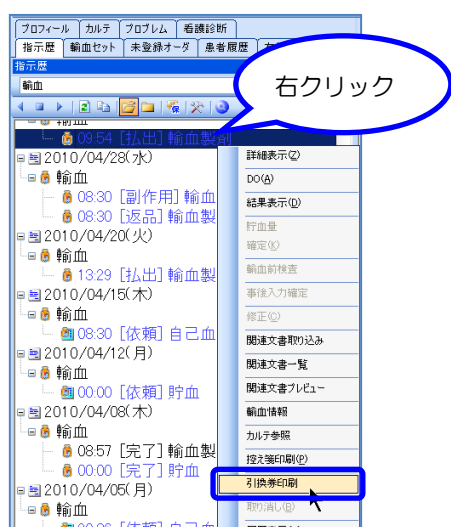 プロフィール カルテ プロブレム 看護診断
指示歴 輸血セット 未登録オーダ 患者履歴
指示歴
輸血
右クリック
09:54 [払出] 輸血製剤
2010/04/28(水)
輸血
08:30 [副作用] 輸血
08:30 [返品] 輸血製
2010/04/20(火)
輸血
13:29 [払出] 輸血製
2010/04/15(木)
輸血
08:30 [依頼] 自己血
2010/04/12(月)
輸血
00:00 [依頼] 貯血
2010/04/08(木)
輸血
08:57 [完了] 輸血製
00:00 [完了] 貯血
2010/04/05(月)
輸血
詳細表示(Z)
DO(A)
結果表示(D)
貯血量
確定(K)
輸血前検査
事後入力確定
修正(C)
関連文書取り込み
関連文書一覧
関連文書プレビュー
輸血情報
カルテ参照
控え箋印刷(P)
引換券印刷
取り消し(B)